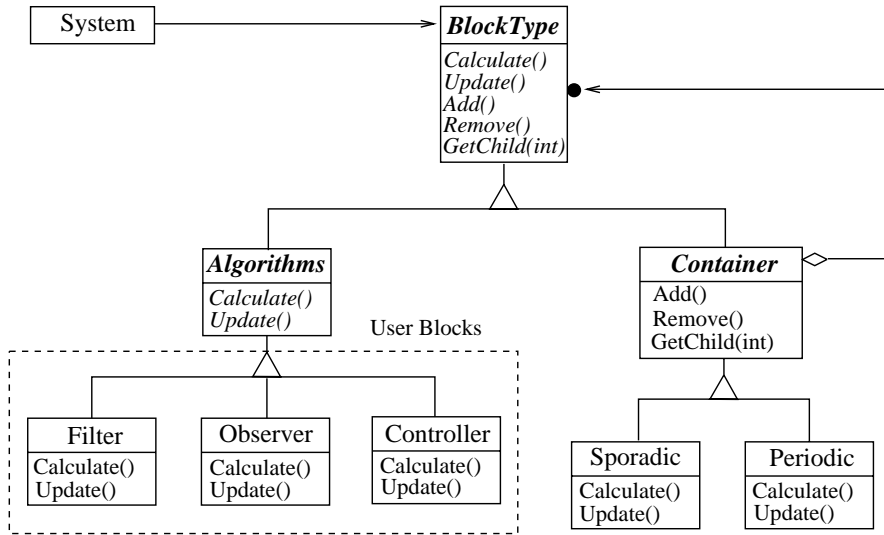 System
BlockType
Calculate()
Update()
Add()
Remove()
GetChild(int)
Algorithms
Calculate()
Update()
Container
Add()
Remove()
GetChild(int)
User Blocks
Filter
Calculate()
Update()
Observer
Calculate()
Update()
Controller
Calculate()
Update()
Sporadic
Calculate()
Update()
Periodic
Calculate()
Update()